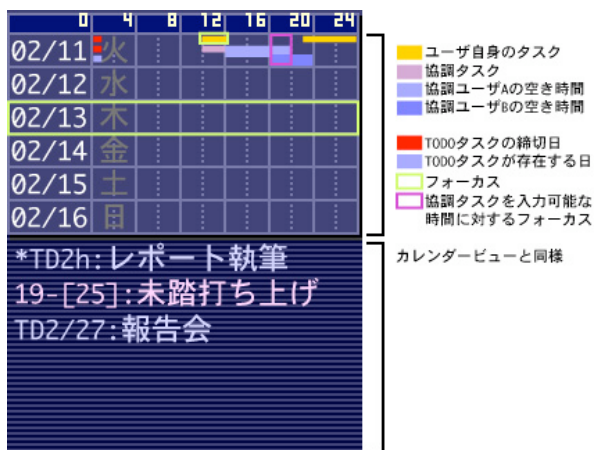 0 4 8 12 16 20 24
02/11 火
02/12 水
02/13 木
02/14 金
02/15 土
02/16 日
*TD2h:レポート執筆
19-[25]:未踏打ち上げ
TD2/27:報告会
ユーザ自身のタスク
協調タスク
協調ユーザAの空き時間
協調ユーザBの空き時間
TODOタスクの締切日
TODOタスクが存在する日
フォーカス
協調タスクを入力可能な
時間に対するフォーカス
カレンダービューと同様